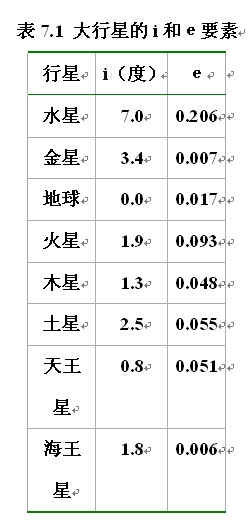 表 7.1 大行星的 i 和 e 要素
行星 i（度） e
水星 7.0 0.206
金星 3.4 0.007
地球 0.0 0.017
火星 1.9 0.093
木星 1.3 0.048
土星 2.5 0.055
天王 0.8 0.051
星
海王 1.8 0.006
星